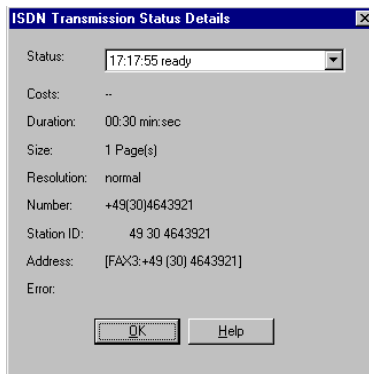 ISDN Transmission Status Details
Status: 17:17:55 ready
Costs: --
Duration: 00:30 min:sec
Size: 1 Page(s)
Resolution: normal
Number: +49(30)4643921
Station ID: 49 30 4643921
Address: [FAX3:+49 (30) 4643921]
Error:
OK Help